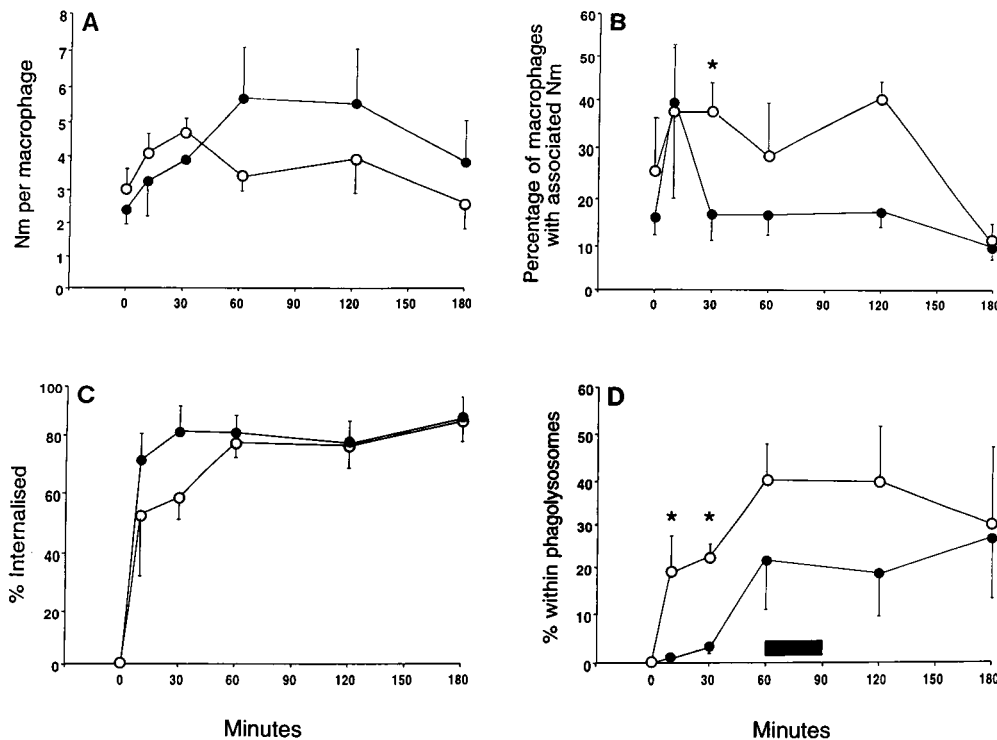 A
Nm per macrophage
8
7
6
5
4
3
2
1
0
0 30 60 90 120 150 180
B
Percentage of macrophages
with associated Nm
60
50
40
30
20
10
0
*
0 30 60 90 120 150 180
C
% Internalised
100
80
60
40
20
0
0 30 60 90 120 150 180
Minutes
D
% within phagolysosomes
60
50
40
30
20
10
0
* *
0 30 60 90 120 150 180
Minutes